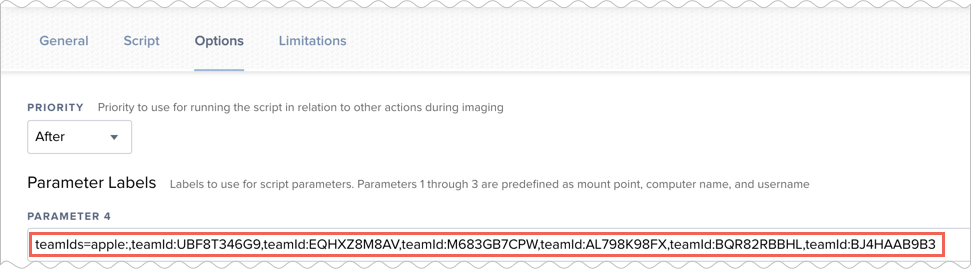 General Script Options Limitations
PRIORITY Priority to use for running the script in relation to other actions during imaging
After
Parameter Labels Labels to use for script parameters. Parameters 1 through 3 are predefined as mount point, computer name, and username
PARAMETER 4
teamIds=apple:,teamId:UBF8T346G9,teamId:EQHXZ8M8AV,teamId:M683GB7CPW,teamId:AL798K98FX,teamId:BQR82RBBHL,teamId:BJ4HAAB9B3